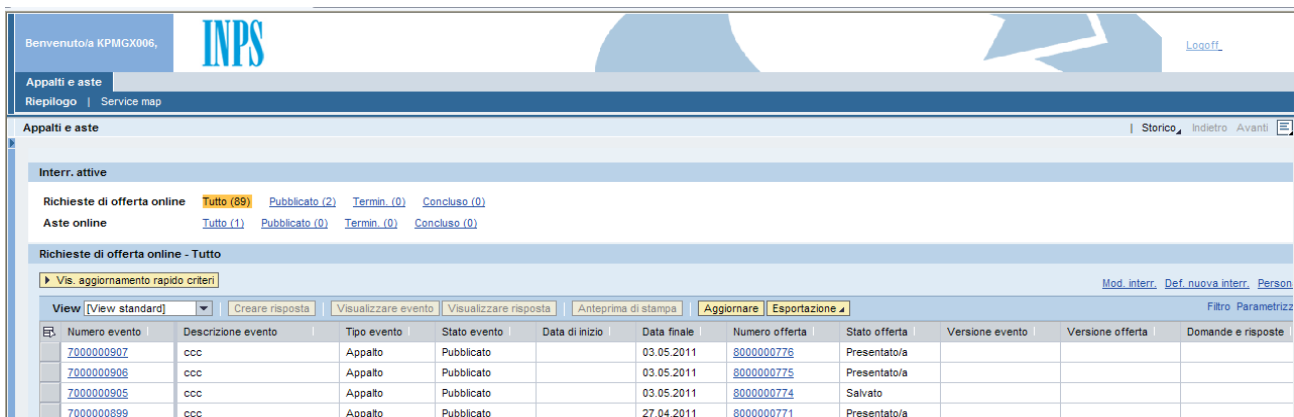 Benvenuto/a KPMGX006,
INPS
Logoff
Appalti e aste
Riepilogo | Service map
Appalti e aste | Storico Indietro Avanti
Interr. attive
Richieste di offerta online Tutto (89) Pubblicato (2) Termin. (0) Concluso (0)
Aste online Tutto (1) Pubblicato (0) Termin. (0) Concluso (0)
Richieste di offerta online - Tutto
Vis. aggiornamento rapido criteri Mod. interr. Def. nuova interr. Person
View [View standard] Creare risposta Visualizzare evento Visualizzare risposta Anteprima di stampa Aggiornare Esportazione Filtro Parametrizz
Numero evento Descrizione evento Tipo evento Stato evento Data di inizio Data finale Numero offerta Stato offerta Versione evento Versione offerta Domande e risposte
7000000907 ccc Appalto Pubblicato 03.05.2011 8000000776 Presentato/a
7000000906 ccc Appalto Pubblicato 03.05.2011 8000000775 Presentato/a
7000000905 ccc Appalto Pubblicato 03.05.2011 8000000774 Salvato
7000000899 ccc Appalto Pubblicato 27.04.2011 8000000771 Presentato/a